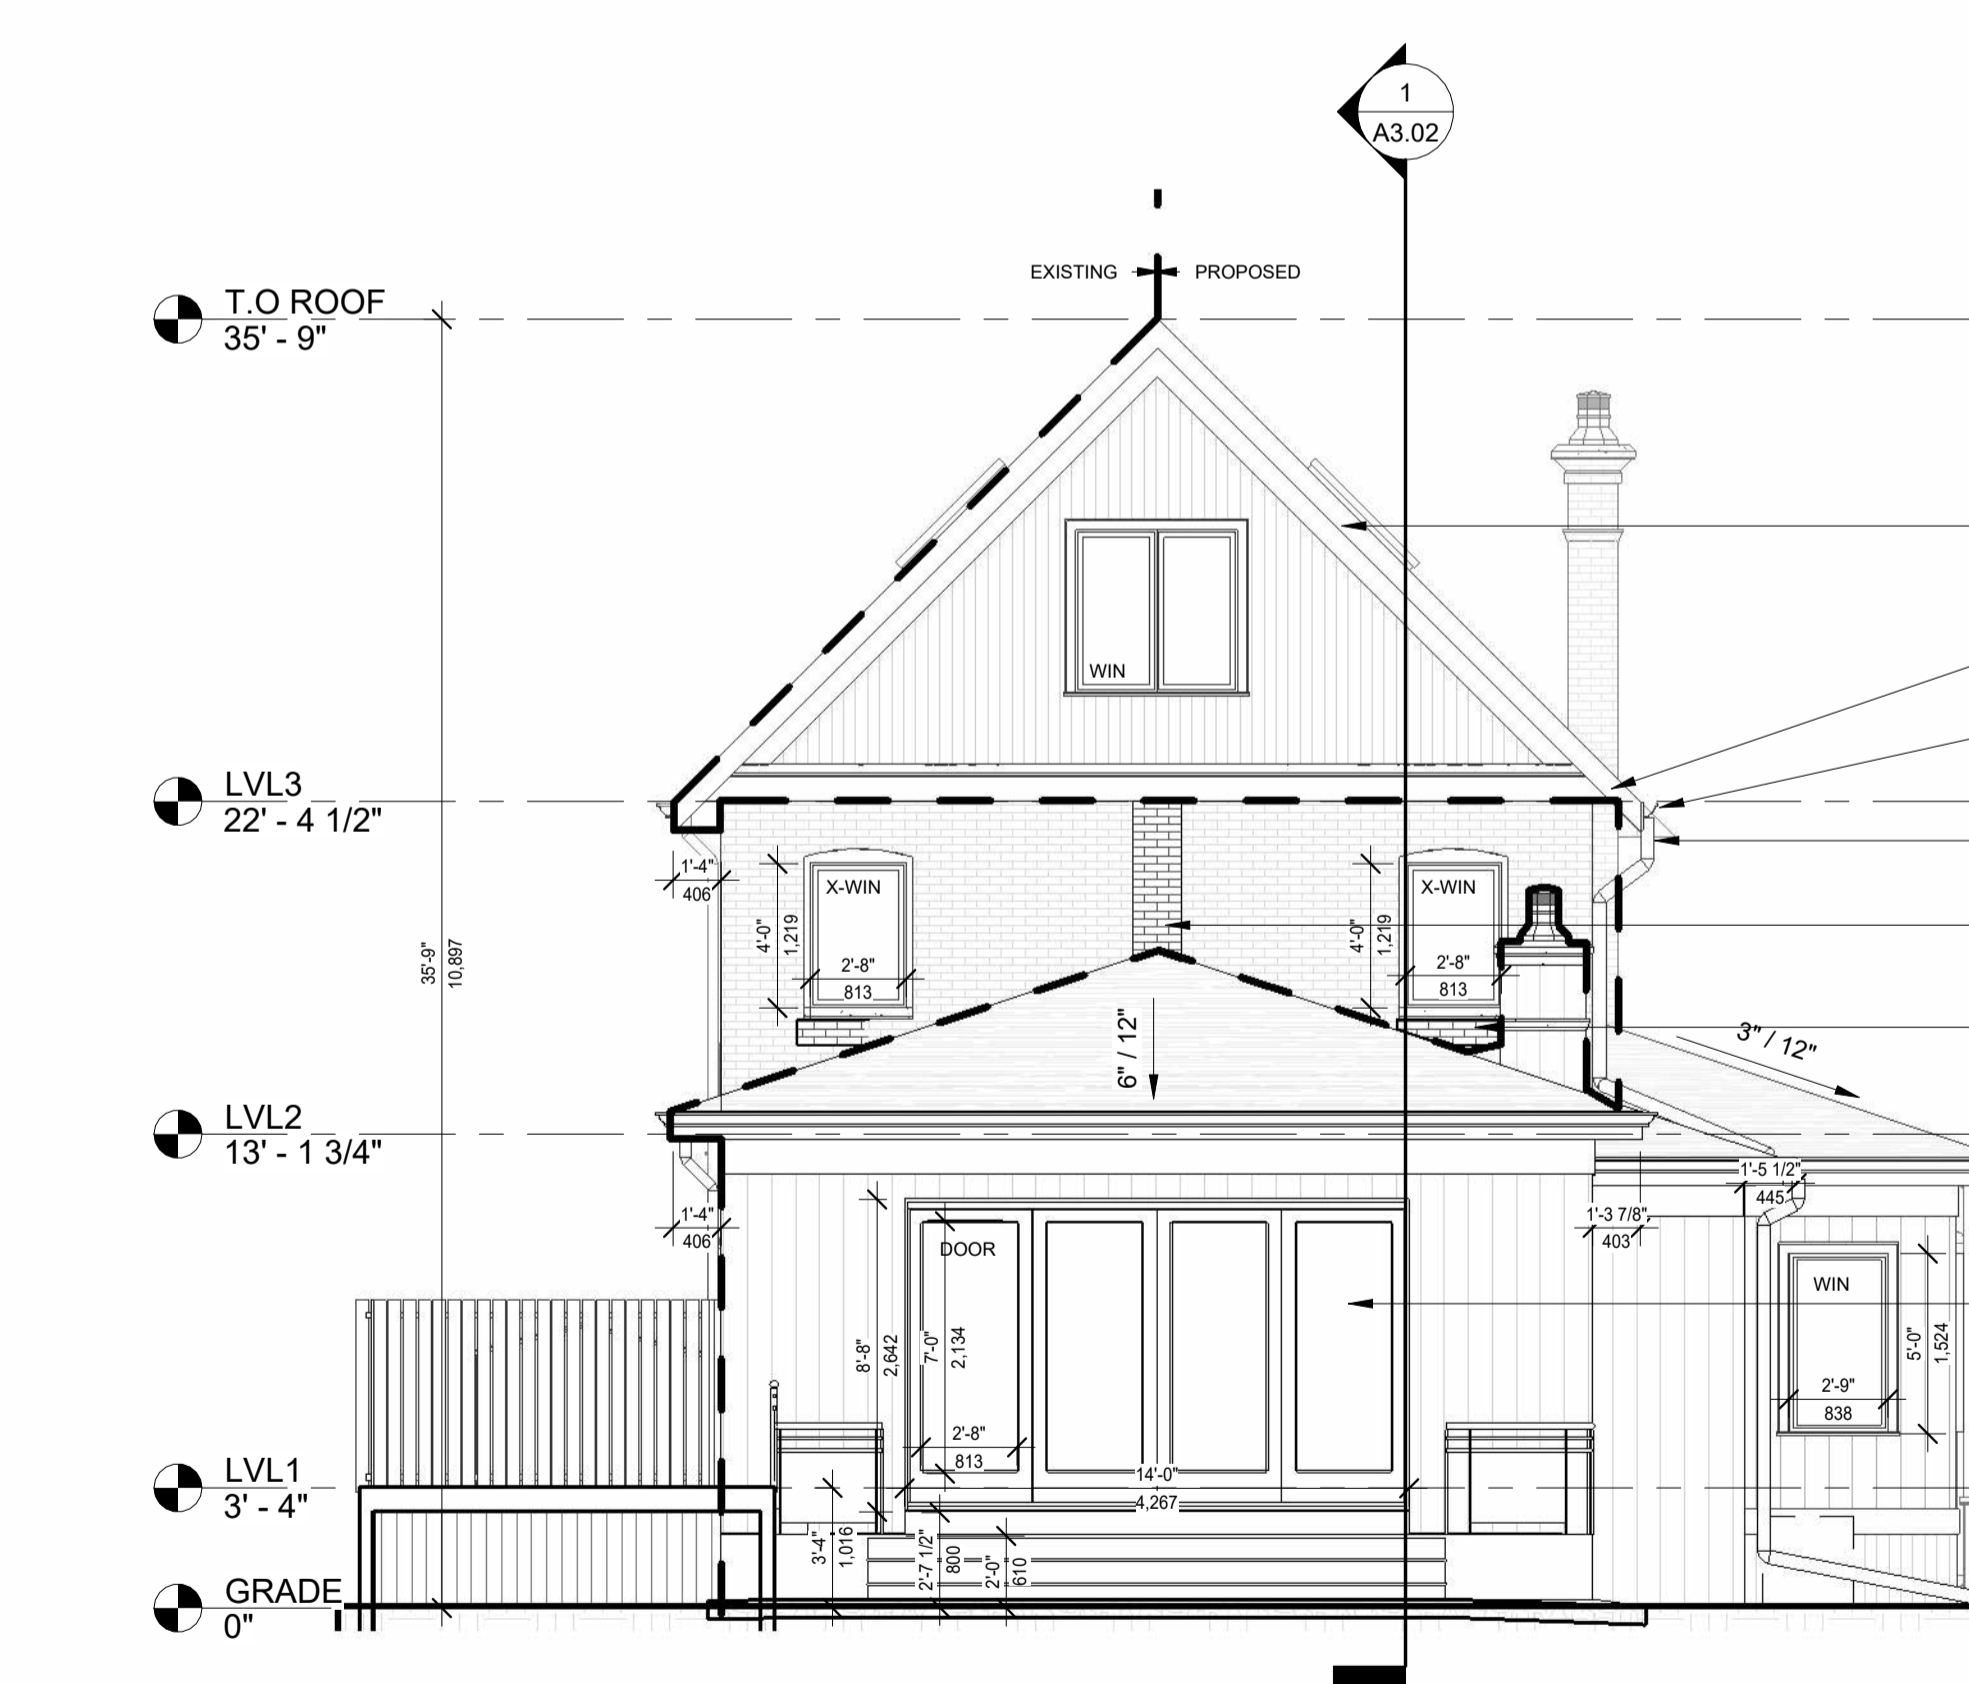 1
A3.02
EXISTING
PROPOSED
T.O ROOF
35' - 9"
WIN
LVL3
22' - 4 1/2"
1'-4"
406
X-WIN
4'-0"
1,219
2'-8"
813
X-WIN
4'-0"
1,219
2'-8"
813
35'-9"
10,897
6" / 12"
3" / 12"
LVL2
13' - 1 3/4"
1'-4"
406
1'-5 1/2"
445
1'-3 7/8"
403
DOOR
8'-8"
2,642
7'-0"
2,134
2'-8"
813
14'-0"
4,267
WIN
5'-0"
1,524
2'-9"
838
LVL1
3' - 4"
3'-4"
1,016
2'-7 1/2"
800
2'-0"
610
GRADE
0"